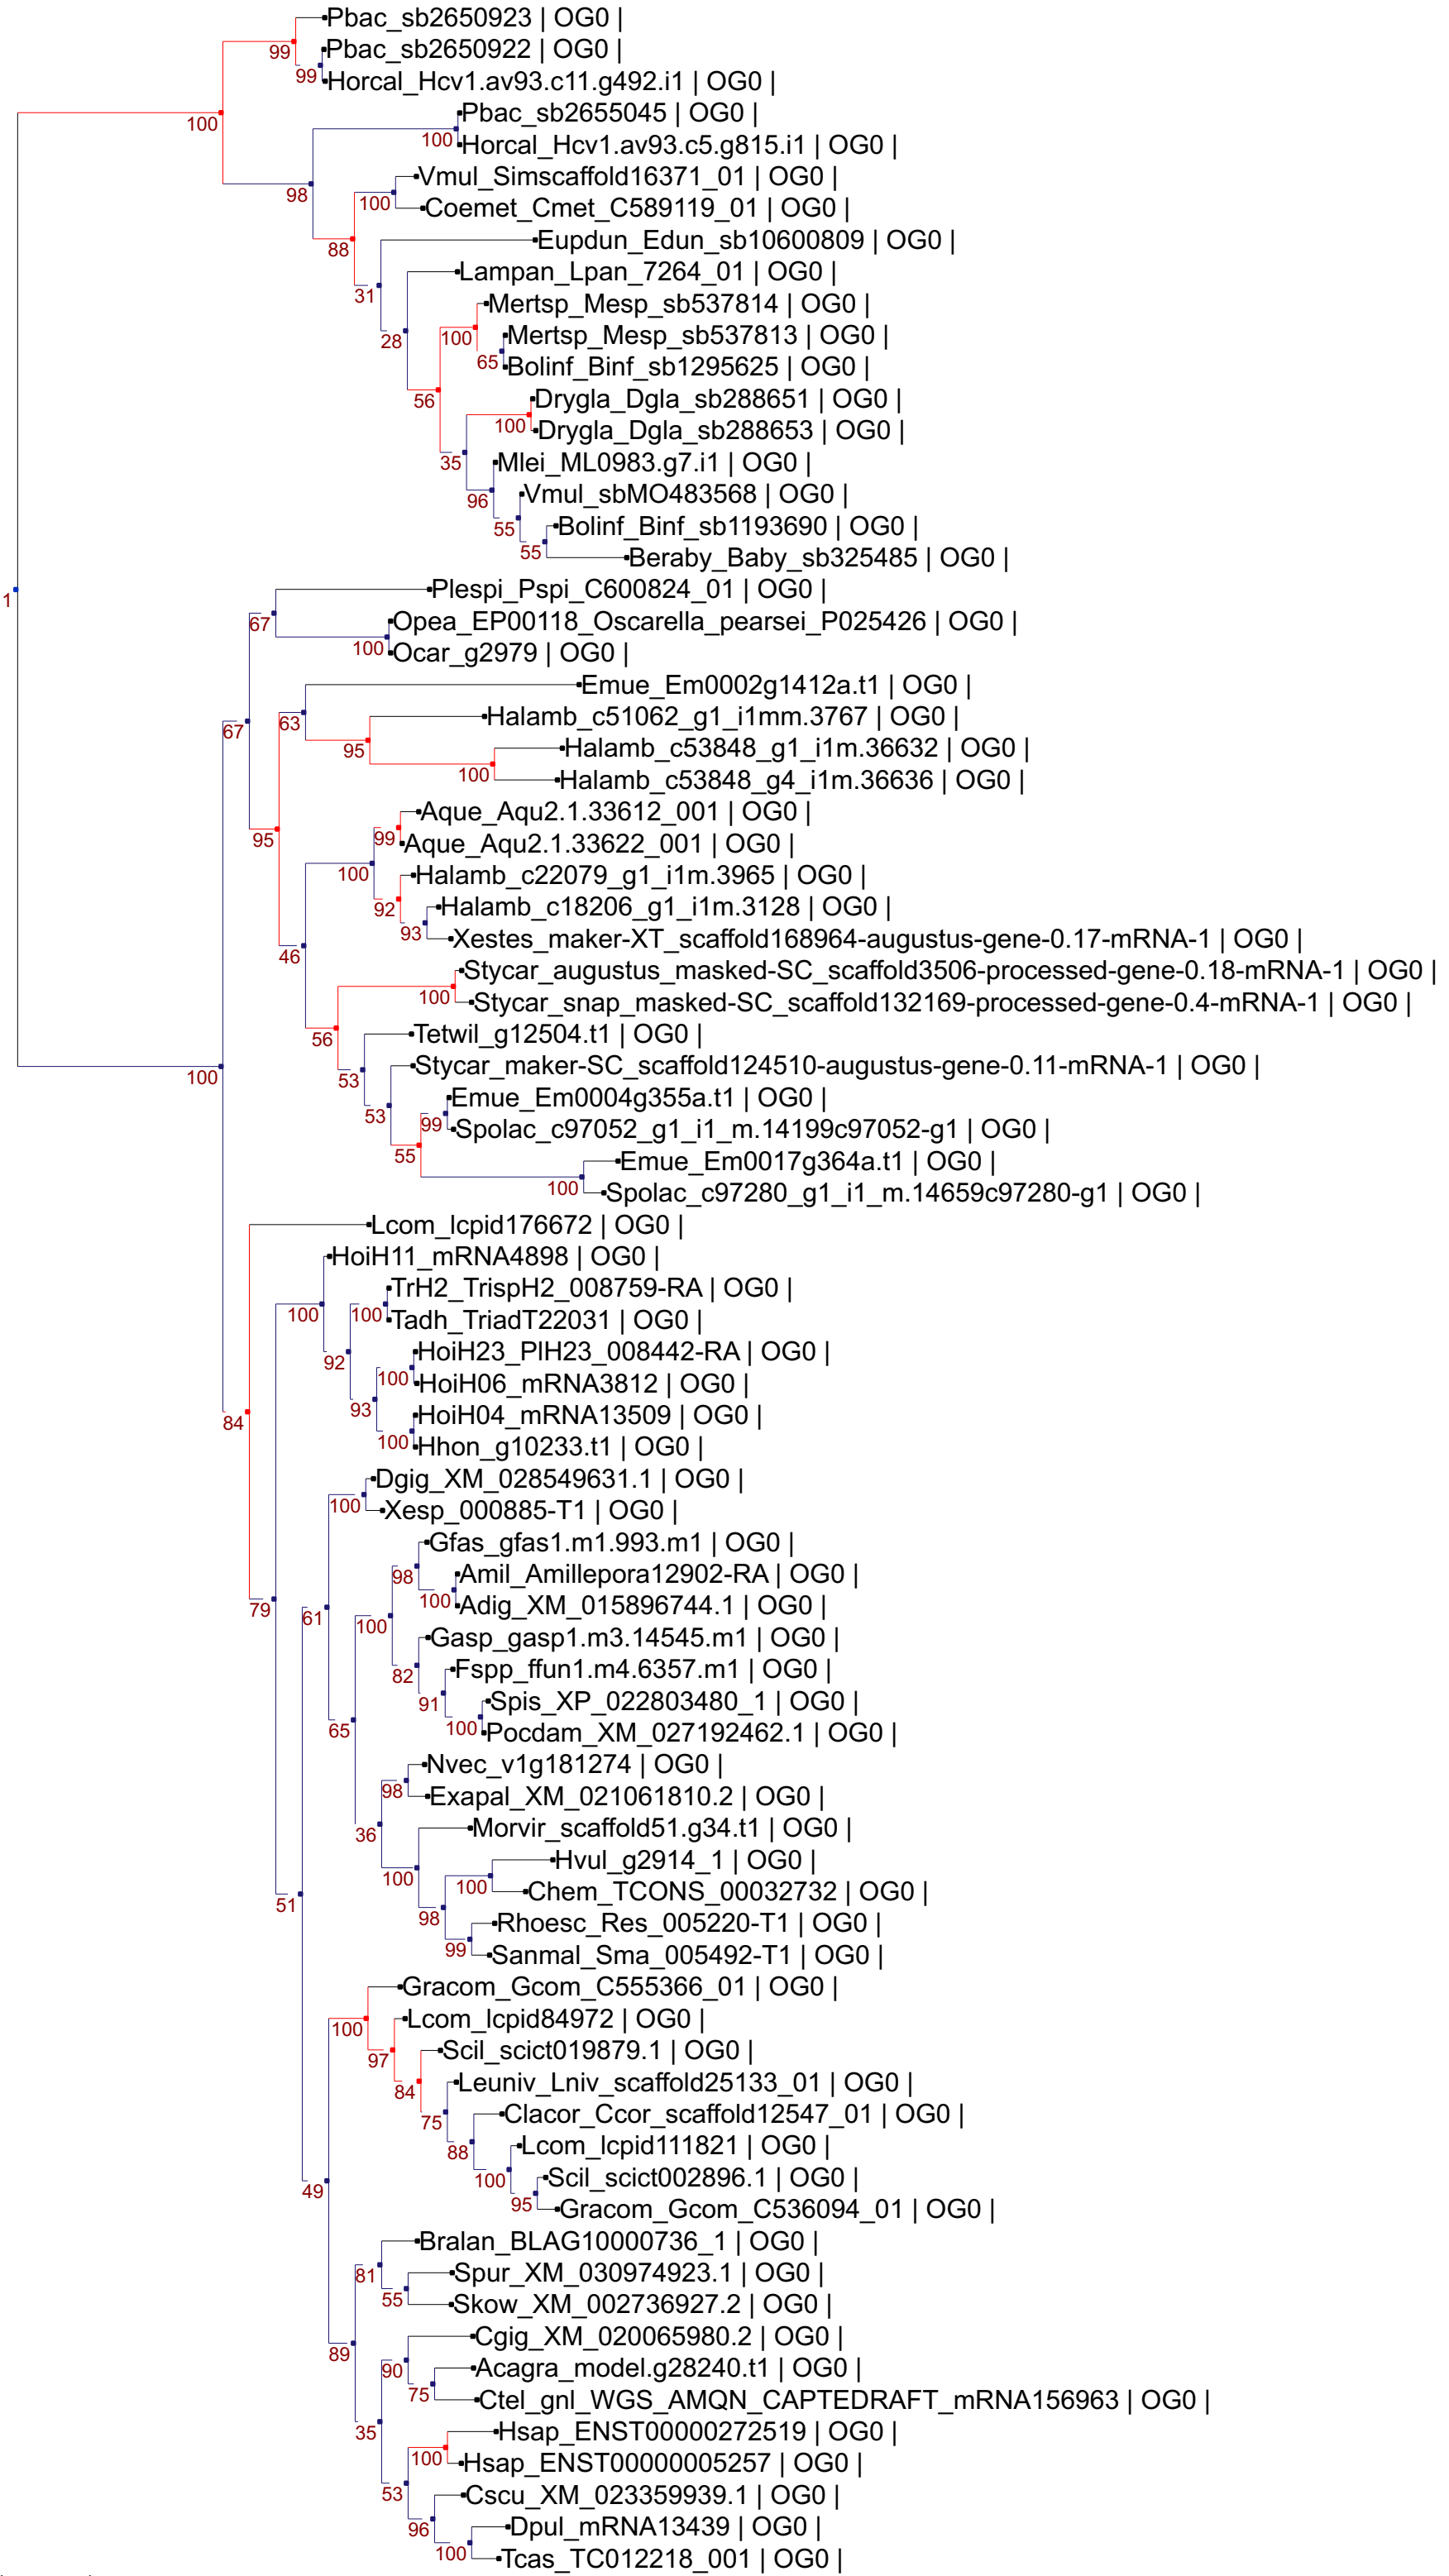 Pbac_sb2650923 | OG0 |
99
Pbac_sb2650922 | OG0 |
99
Horcal_Hcv1.av93.c11.g492.i1 | OG0 |
100
Pbac_sb2655045 | OG0 |
100
Horcal_Hcv1.av93.c5.g815.i1 | OG0 |
98
Vmul_Simscaffold16371_01 | OG0 |
100
Coemet_Cmet_C589119_01 | OG0 |
88
Eupdun_Edun_sb10600809 | OG0 |
31
Lampan_Lpan_7264_01 | OG0 |
28
Mertsp_Mesp_sb537814 | OG0 |
100
Mertsp_Mesp_sb537813 | OG0 |
65
Bolinf_Binf_sb1295625 | OG0 |
56
Drygla_Dgla_sb288651 | OG0 |
100
Drygla_Dgla_sb288653 | OG0 |
35
Mlei_ML0983.g7.i1 | OG0 |
96
Vmul_sbMO483568 | OG0 |
55
Bolinf_Binf_sb1193690 | OG0 |
55
Beraby_Baby_sb325485 | OG0 |
1
Plespi_Pspi_C600824_01 | OG0 |
67
Opea_EP00118_Oscarella_pearsei_P025426 | OG0 |
100
Ocar_g2979 | OG0 |
Emue_Em0002g1412a.t1 | OG0 |
67
63
Halamb_c51062_g1_i1mm.3767 | OG0 |
95
Halamb_c53848_g1_i1m.36632 | OG0 |
100
Halamb_c53848_g4_i1m.36636 | OG0 |
95
Aque_Aqu2.1.33612_001 | OG0 |
99
Aque_Aqu2.1.33622_001 | OG0 |
100
Halamb_c22079_g1_i1m.3965 | OG0 |
92
Halamb_c18206_g1_i1m.3128 | OG0 |
93
Xestes_maker-XT_scaffold168964-augustus-gene-0.17-mRNA-1 | OG0 |
46
Stycar_augustus_masked-SC_scaffold3506-processed-gene-0.18-mRNA-1 | OG0 |
100
Stycar_snap_masked-SC_scaffold132169-processed-gene-0.4-mRNA-1 | OG0 |
56
Tetwil_g12504.t1 | OG0 |
100
53
Stycar_maker-SC_scaffold124510-augustus-gene-0.11-mRNA-1 | OG0 |
53
Emue_Em0004g355a.t1 | OG0 |
99
Spolac_c97052_g1_i1_m.14199c97052-g1 | OG0 |
55
Emue_Em0017g364a.t1 | OG0 |
100
Spolac_c97280_g1_i1_m.14659c97280-g1 | OG0 |
Lcom_lcpid176672 | OG0 |
HoiH11_mRNA4898 | OG0 |
100
TrH2_TrispH2_008759-RA | OG0 |
100
Tadh_TriadT22031 | OG0 |
92
HoiH23_PlH23_008442-RA | OG0 |
100
HoiH06_mRNA3812 | OG0 |
93
HoiH04_mRNA13509 | OG0 |
84
100
Hhon_g10233.t1 | OG0 |
Dgig_XM_028549631.1 | OG0 |
100
Xesp_000885-T1 | OG0 |
Gfas_gfas1.m1.993.m1 | OG0 |
98
Amil_Amillepora12902-RA | OG0 |
100
Adig_XM_015896744.1 | OG0 |
79
61
100
Gasp_gasp1.m3.14545.m1 | OG0 |
82
Fspp_ffun1.m4.6357.m1 | OG0 |
91
Spis_XP_022803480_1 | OG0 |
100
65
Pocdam_XM_027192462.1 | OG0 |
Nvec_v1g181274 | OG0 |
98
Exapal_XM_021061810.2 | OG0 |
36
Morvir_scaffold51.g34.t1 | OG0 |
Hvul_g2914_1 | OG0 |
100
100
Chem_TCONS_00032732 | OG0 |
51
98
Rhoesc_Res_005220-T1 | OG0 |
99
Sanmal_Sma_005492-T1 | OG0 |
Gracom_Gcom_C555366_01 | OG0 |
100
Lcom_lcpid84972 | OG0 |
97
Scil_scict019879.1 | OG0 |
84
Leuniv_Lniv_scaffold25133_01 | OG0 |
75
Clacor_Ccor_scaffold12547_01 | OG0 |
88
Lcom_lcpid111821 | OG0 |
100
Scil_scict002896.1 | OG0 |
49
95
Gracom_Gcom_C536094_01 | OG0 |
Bralan_BLAG10000736_1 | OG0 |
81
Spur_XM_030974923.1 | OG0 |
55
Skow_XM_002736927.2 | OG0 |
Cgig_XM_020065980.2 | OG0 |
89
90
Acagra_model.g28240.t1 | OG0 |
75
Ctel_gnl_WGS_AMQN_CAPTEDRAFT_mRNA156963 | OG0 |
35
Hsap_ENST00000272519 | OG0 |
100
Hsap_ENST00000005257 | OG0 |
53
Cscu_XM_023359939.1 | OG0 |
96
Dpul_mRNA13439 | OG0 |
100
Tcas_TC012218_001 | OG0 |